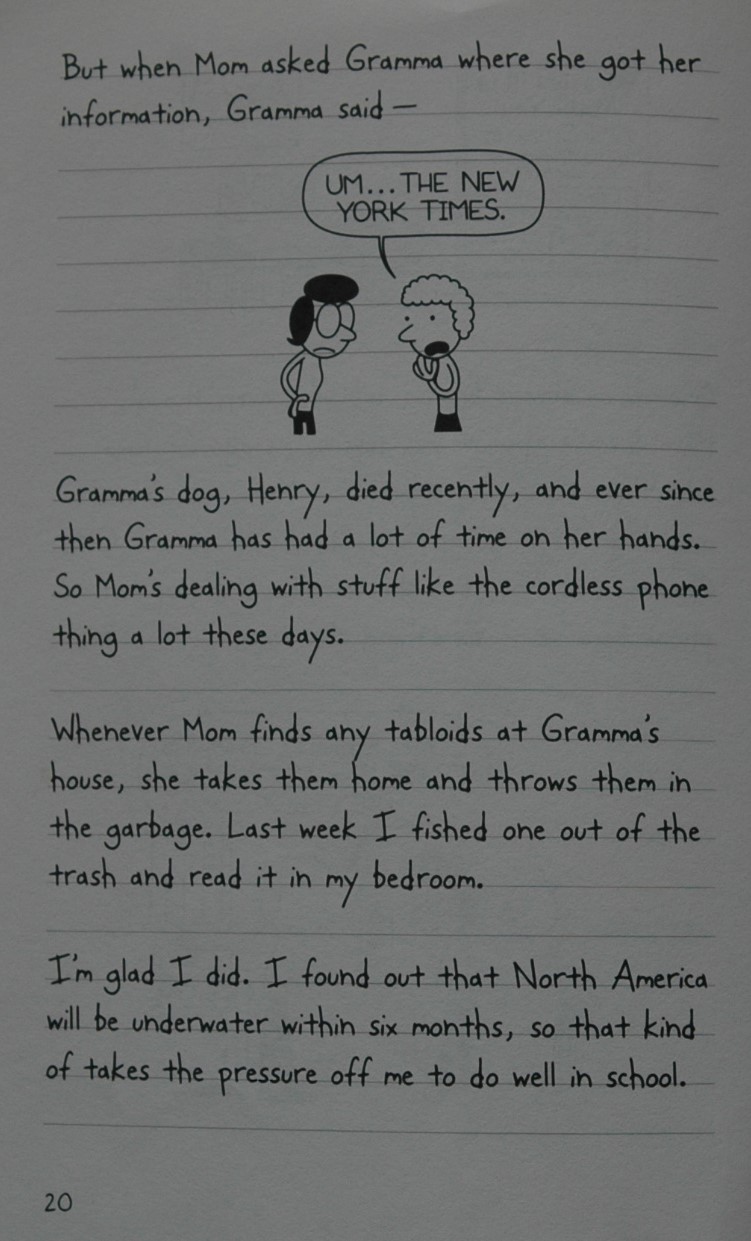 But when Mom asked Gramma where she got her
information, Gramma said —
UM... THE NEW
YORK TIMES.
Gramma's dog, Henry, died recently, and ever since
then Gramma has had a lot of time on her hands.
So Mom's dealing with stuff like the cordless phone
thing a lot these days.
Whenever Mom finds any tabloids at Gramma's
house, she takes them home and throws them in
the garbage. Last week I fished one out of the
trash and read it in my bedroom.
I'm glad I did. I found out that North America
will be underwater within six months, so that kind
of takes the pressure off me to do well in school.
20